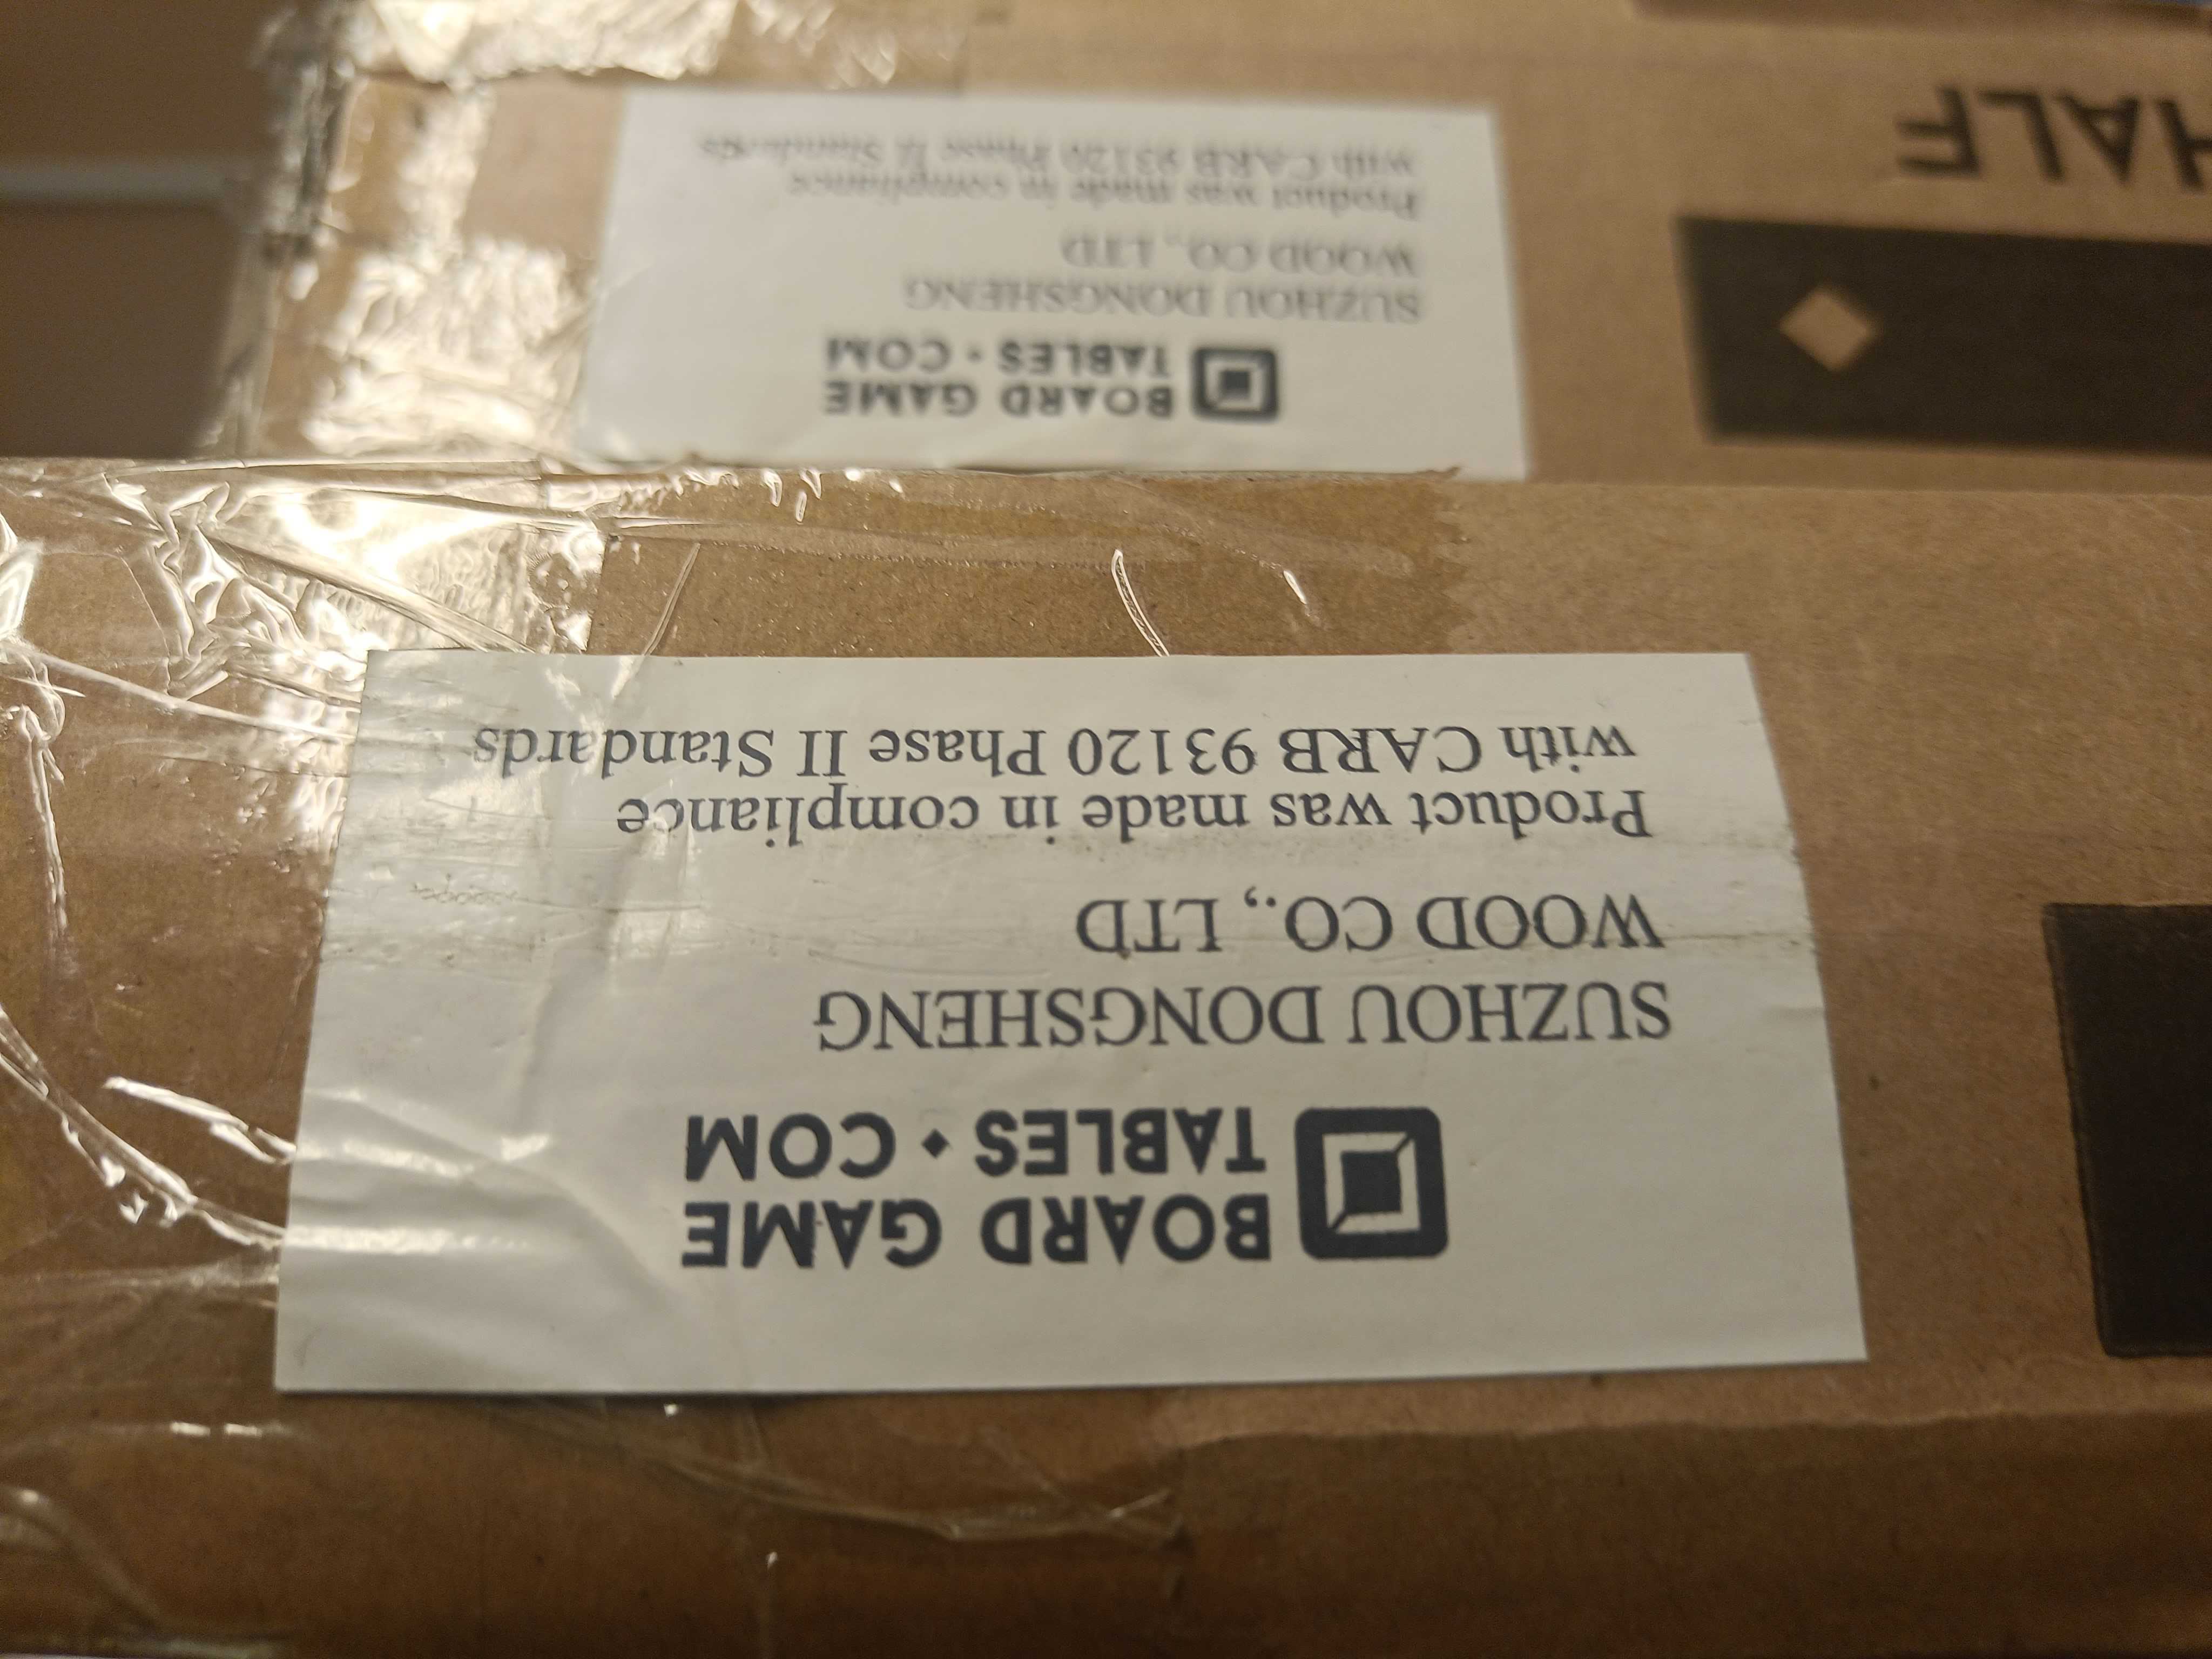 BOARD GAME
TABLES • COM
SUZHOU DONGSHENG
WOOD CO., LTD
Product was made in compliance
with CARB 93120 Phase II Standards
HALF
BOARD GAME
TABLES • COM
SUZHOU DONGSHENG
WOOD CO., LTD
Product was made in compliance
with CARB 93120 Phase II Standards